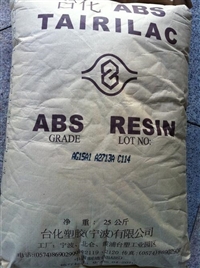 台化 ABS
TAIRILAC
ABS RESIN
GRADE LOT NO:
AG15A1 A2713A C114
净 重: 25 公斤
台化塑胶(宁波)有限公司